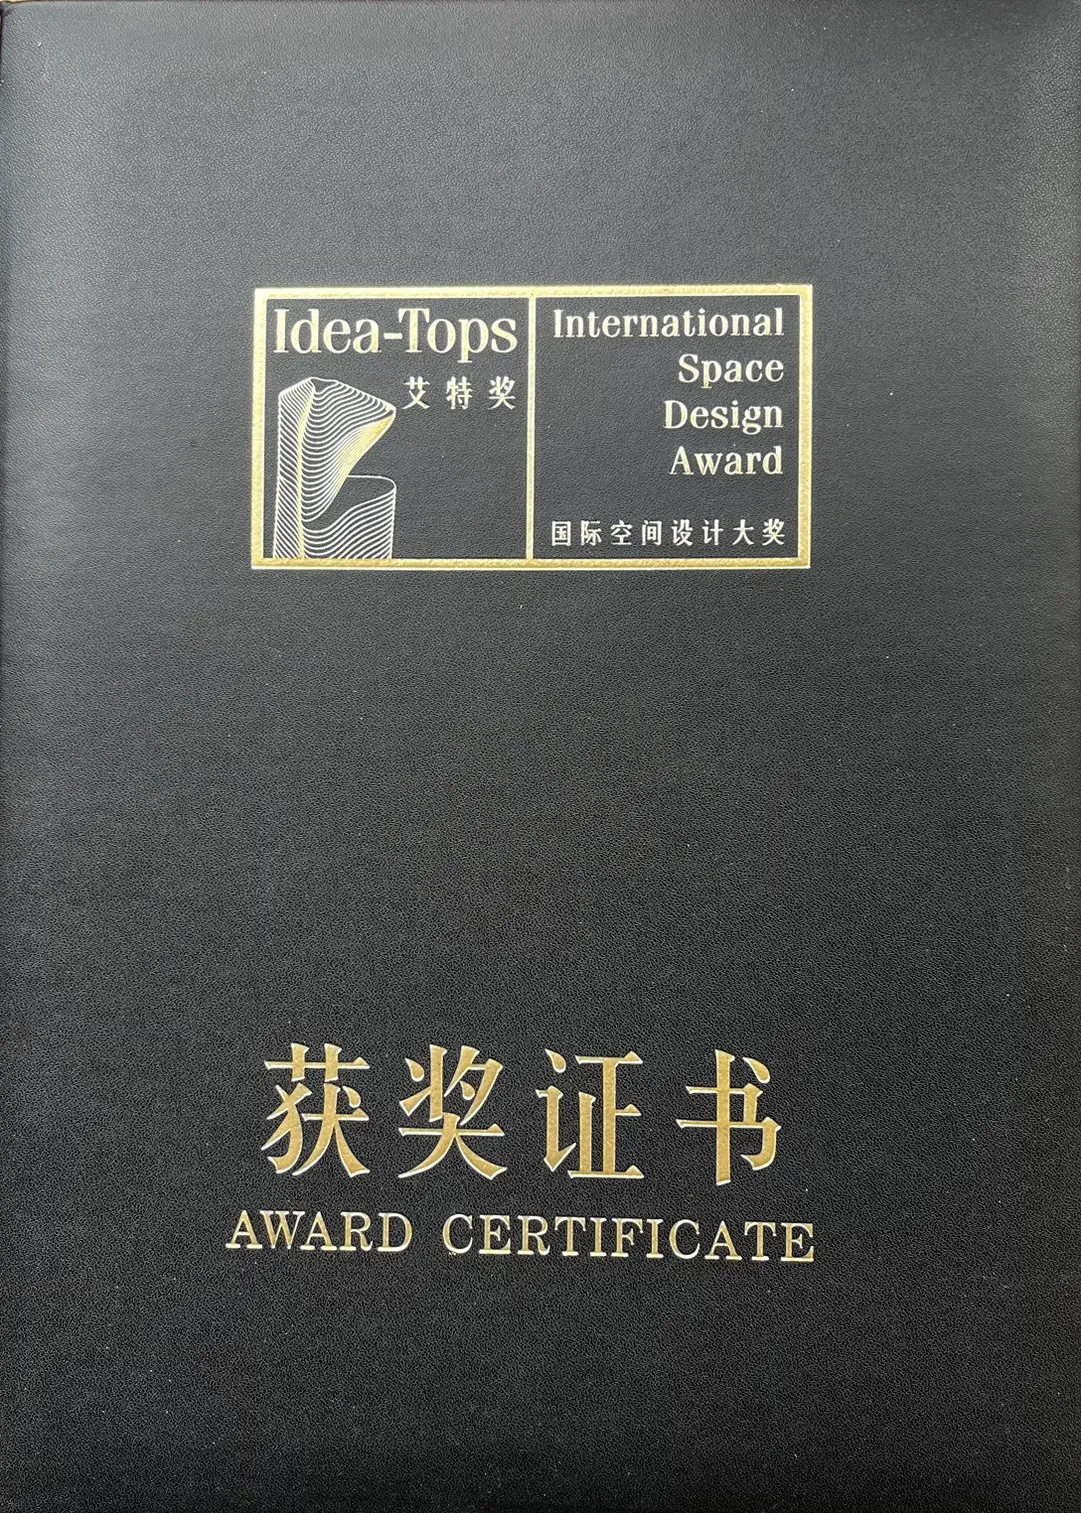 Idea-Tops
艾特奖
International
Space
Design
Award
国际空间设计大奖
获奖证书
AWARD CERTIFICATE